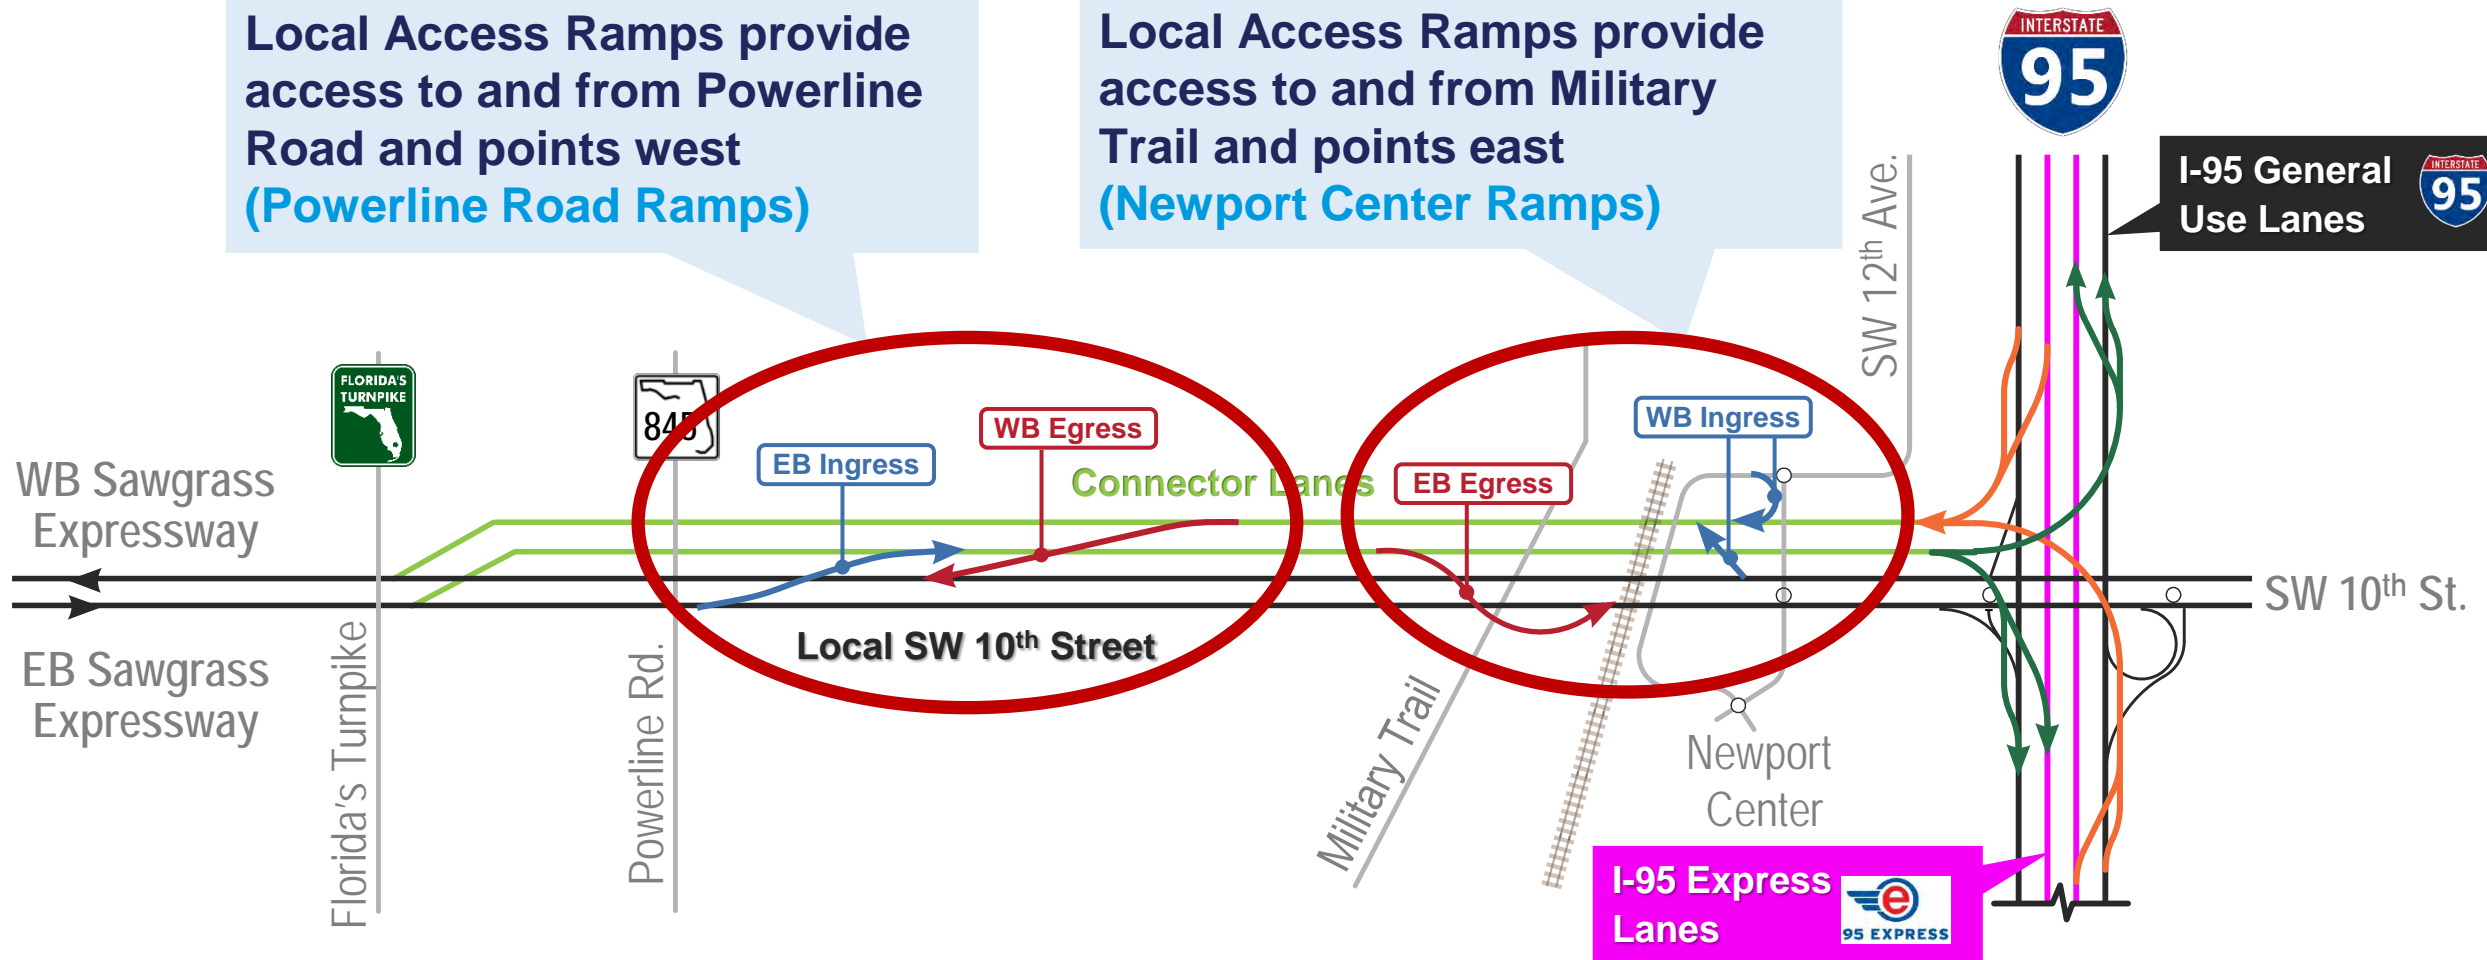 Local Access Ramps provide
access to and from Powerline
Road and points west
(Powerline Road Ramps)
Local Access Ramps provide
access to and from Military
Trail and points east
(Newport Center Ramps)
INTERSTATE
95
I-95 General
Use Lanes
INTERSTATE
95
SW 12th Ave.
FLORIDA'S
TURNPIKE
845
WB Egress
WB Ingress
EB Ingress
Connector Lanes
EB Egress
WB Sawgrass
Expressway
SW 10th St.
Local SW 10th Street
EB Sawgrass
Expressway
Florida's Turnpike
Powerline Rd.
Military Trail
Newport
Center
I-95 Express
Lanes
e
95 EXPRESS